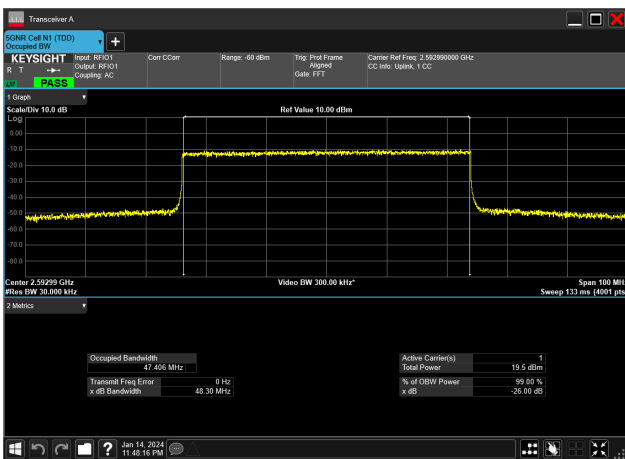 Transceiver A
5GNR Cell N1 (TDD)
Occupied BW
KEYSIGHT
R T
PASS
Input: RFIO1
Output: RFIO1
Coupling: AC
Corr CCorr
Range: -60 dBm
Trig: Prot Frame
Aligned
Gate: FFT
Carrier Ref Freq: 2.592990000 GHz
CC Info: Uplink, 1 CC
1 Graph
Scale/Div 10.0 dB
Ref Value 10.00 dBm
Log
0.00
-10.0
-20.0
-30.0
-40.0
-50.0
-60.0
-70.0
-80.0
Center 2.59299 GHz
Video BW 300.00 kHz*
Span 100 MHz
#Res BW 30.000 kHz
Sweep 133 ms (4001 pts
2 Metrics
Occupied Bandwidth
47.406 MHz
Transmit Freq Error 0 Hz
x dB Bandwidth 48.30 MHz
Active Carrier(s) 1
Total Power 19.5 dBm
% of OBW Power 99.00 %
x dB -26.00 dB
Jan 14, 2024
11:48:16 PM